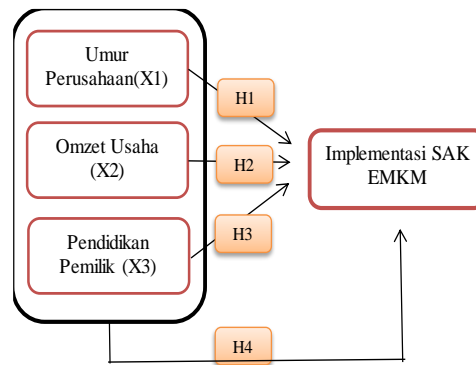 Umur
Perusahaan(X1)
H1
Omzet Usaha
(X2)
H2
Implementasi SAK
EMKM
Pendidikan
Pemilik (X3)
H3
H4